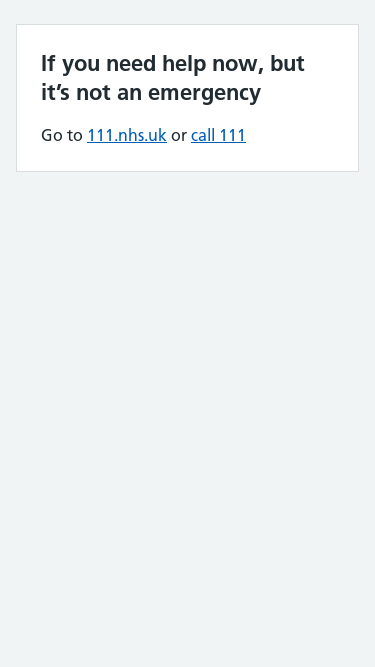 If you need help now, but
it’s not an emergency
Go to 111.nhs.uk or call 111